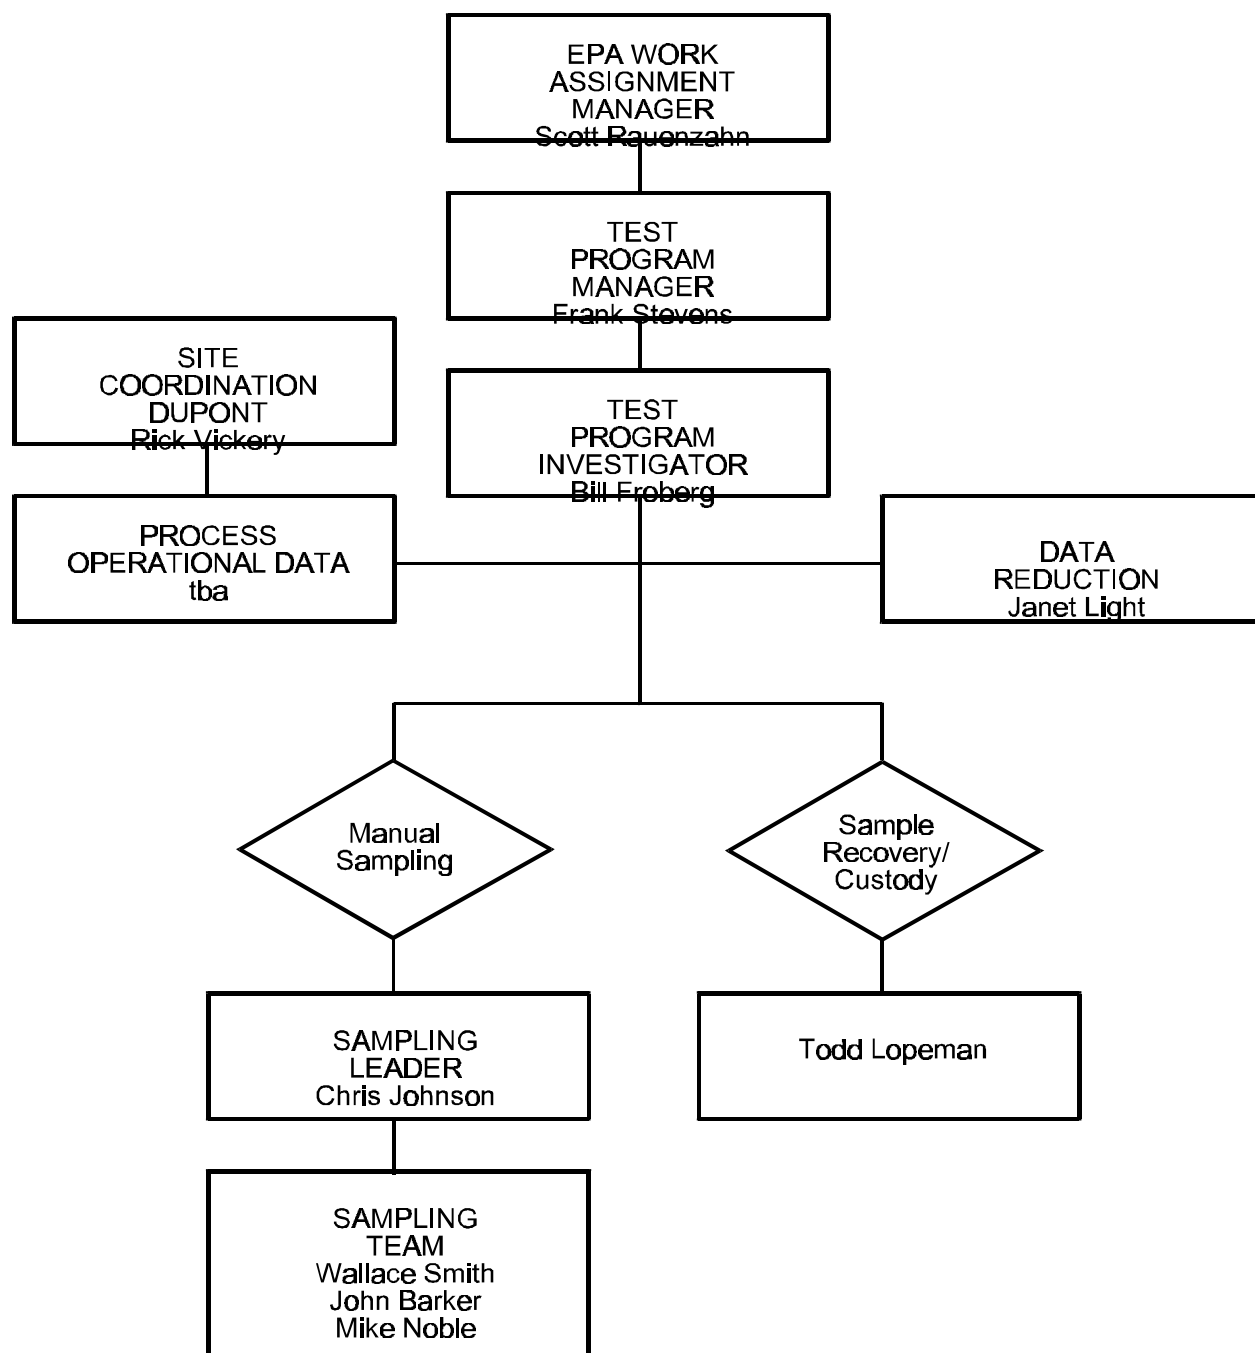 EPA WORK
ASSIGNMENT
MANAGER
Scott Rauenzahn
TEST
PROGRAM
MANAGER
Frank Stevens
SITE
COORDINATION
DUPONT
Rick Vickery
TEST
PROGRAM
INVESTIGATOR
Bill Froberg
PROCESS
OPERATIONAL DATA
tba
DATA
REDUCTION
Janet Light
Manual
Sampling
Sample
Recovery/
Custody
SAMPLING
LEADER
Chris Johnson
Todd Lopeman
SAMPLING
TEAM
Wallace Smith
John Barker
Mike Noble